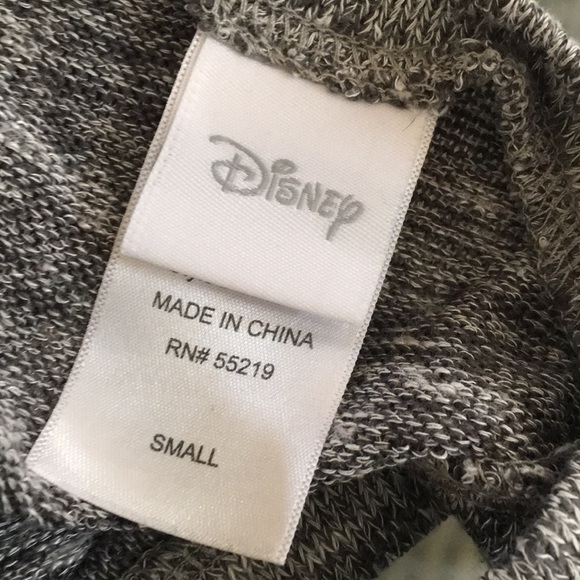 Disney
MADE IN CHINA
RN# 55219
SMALL